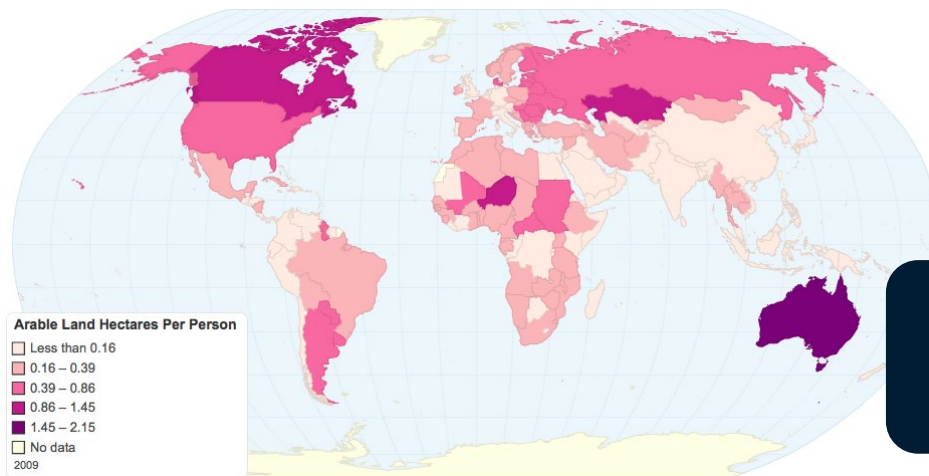 Arable Land Hectares Per Person
Less than 0.16
0.16 – 0.39
0.39 – 0.86
0.86 – 1.45
1.45 – 2.15
No data
2009